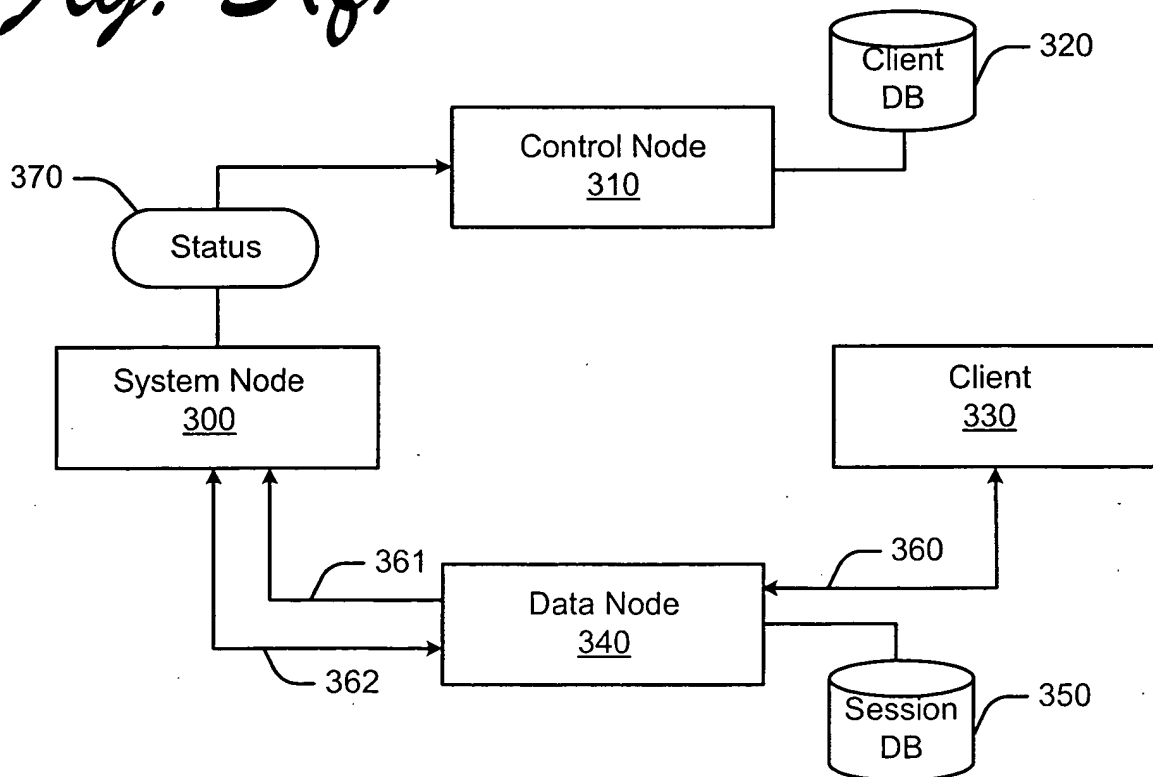 Client
DB
320
Control Node
310
370
Status
System Node
300
Client
330
361
360
Data Node
340
362
Session
DB
350